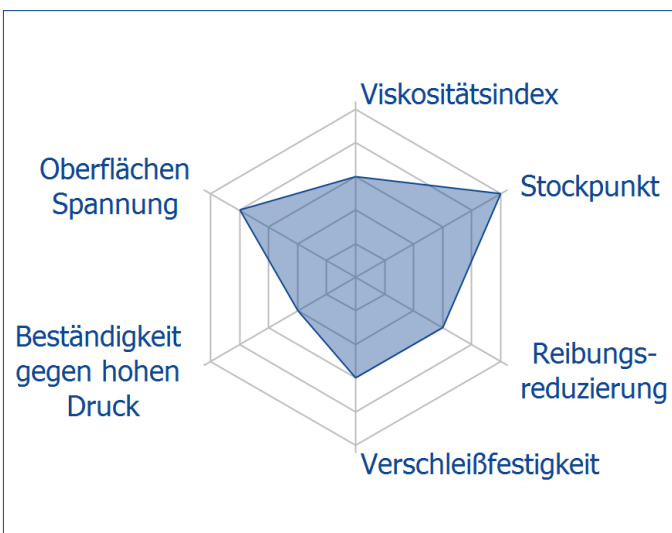 Viskositätsindex
Stockpunkt
Reibungs-
reduzierung
Verschleißfestigkeit
Beständigkeit
gegen hohen
Druck
Oberflächen
Spannung